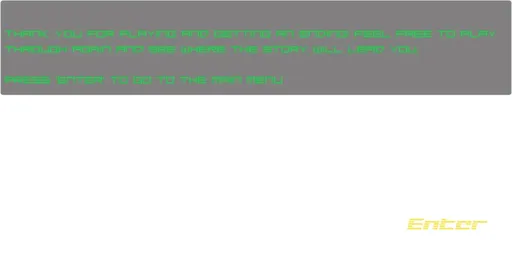 THANK YOU FOR PLAYING AND GETTING AN ENDING FEEL FREE TO PLAY
THROUGH AGAIN AND SEE WHERE THE STORY WILL LEAD YOU
PRESS 'ENTER' TO GO TO THE MAIN MENU
Enter